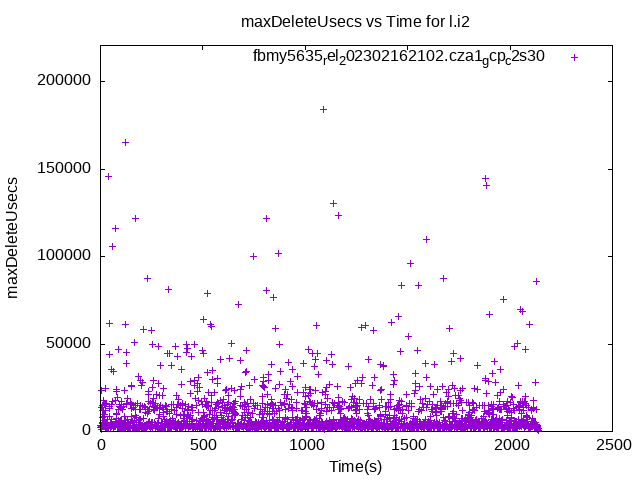 maxDeleteUsecs vs Time for l.i2
fbmy5635rel202302162102.cza1gcpc2s30
200000
150000
100000
50000
0
maxDeleteUsecs
0 500 1000 1500 2000 2500
Time(s)